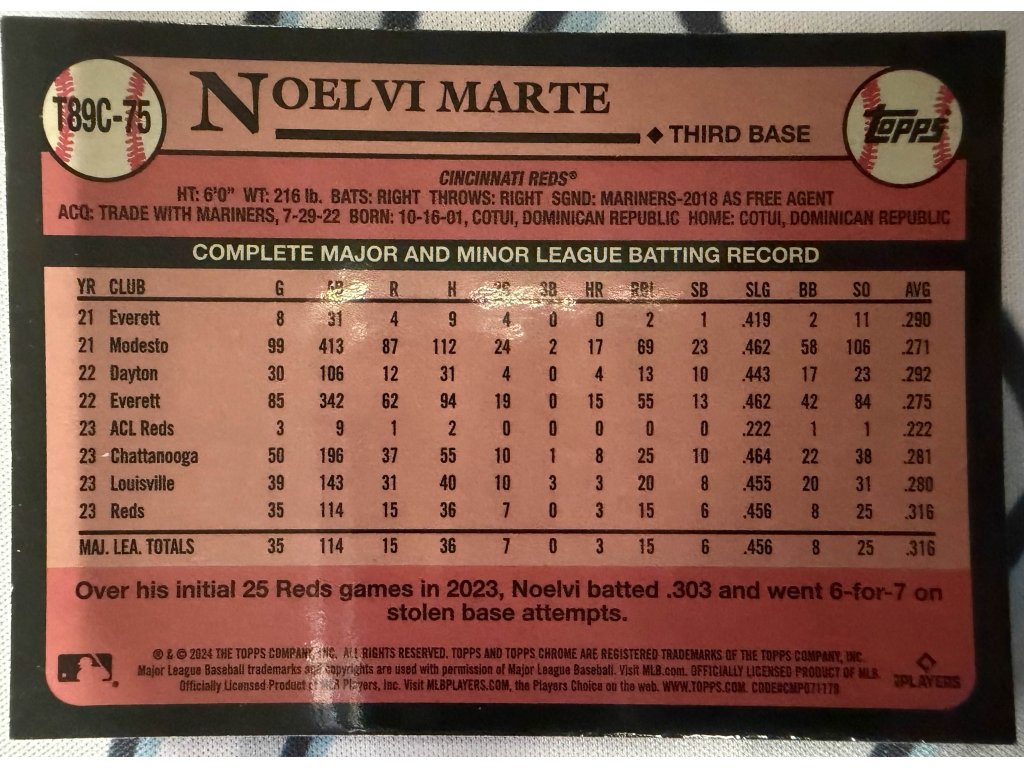 T89C-75
NOELVI MARTE
◆ THIRD BASE
TOPPS
CINCINNATI REDS®
HT: 6'0" WT: 216 lb. BATS: RIGHT THROWS: RIGHT SGND: MARINERS-2018 AS FREE AGENT
ACQ: TRADE WITH MARINERS, 7-29-22 BORN: 10-16-01, COTUI, DOMINICAN REPUBLIC HOME: COTUI, DOMINICAN REPUBLIC
COMPLETE MAJOR AND MINOR LEAGUE BATTING RECORD
YR CLUB G AB R H 2B 3B HR RBI SB SLG BB SO AVG
21 Everett 8 31 4 9 4 0 0 2 1 .419 2 11 .290
21 Modesto 99 413 87 112 24 2 17 69 23 .462 58 106 .271
22 Dayton 30 106 12 31 4 0 4 13 10 .443 17 23 .292
22 Everett 85 342 62 94 19 0 15 55 13 .462 42 84 .275
23 ACL Reds 3 9 1 2 0 0 0 0 0 .222 1 1 .222
23 Chattanooga 50 196 37 55 10 1 8 25 10 .464 22 38 .281
23 Louisville 39 143 31 40 10 3 3 20 8 .455 20 31 .280
23 Reds 35 114 15 36 7 0 3 15 6 .456 8 25 .316
MAJ. LEA. TOTALS 35 114 15 36 7 0 3 15 6 .456 8 25 .316
Over his initial 25 Reds games in 2023, Noelvi batted .303 and went 6-for-7 on
stolen base attempts.
® & © 2024 THE TOPPS COMPANY, INC. ALL RIGHTS RESERVED. TOPPS AND TOPPS CHROME ARE REGISTERED TRADEMARKS OF THE TOPPS COMPANY, INC.
Major League Baseball trademarks and copyrights are used with permission of Major League Baseball. Visit MLB.com. OFFICIALLY LICENSED PRODUCT OF MLB
Officially Licensed Product of MLB Players, Inc. Visit MLBPLAYERS.COM, the Players Choice on the web. WWW.TOPPS.COM. CODE#CMP071179
PLAYERS